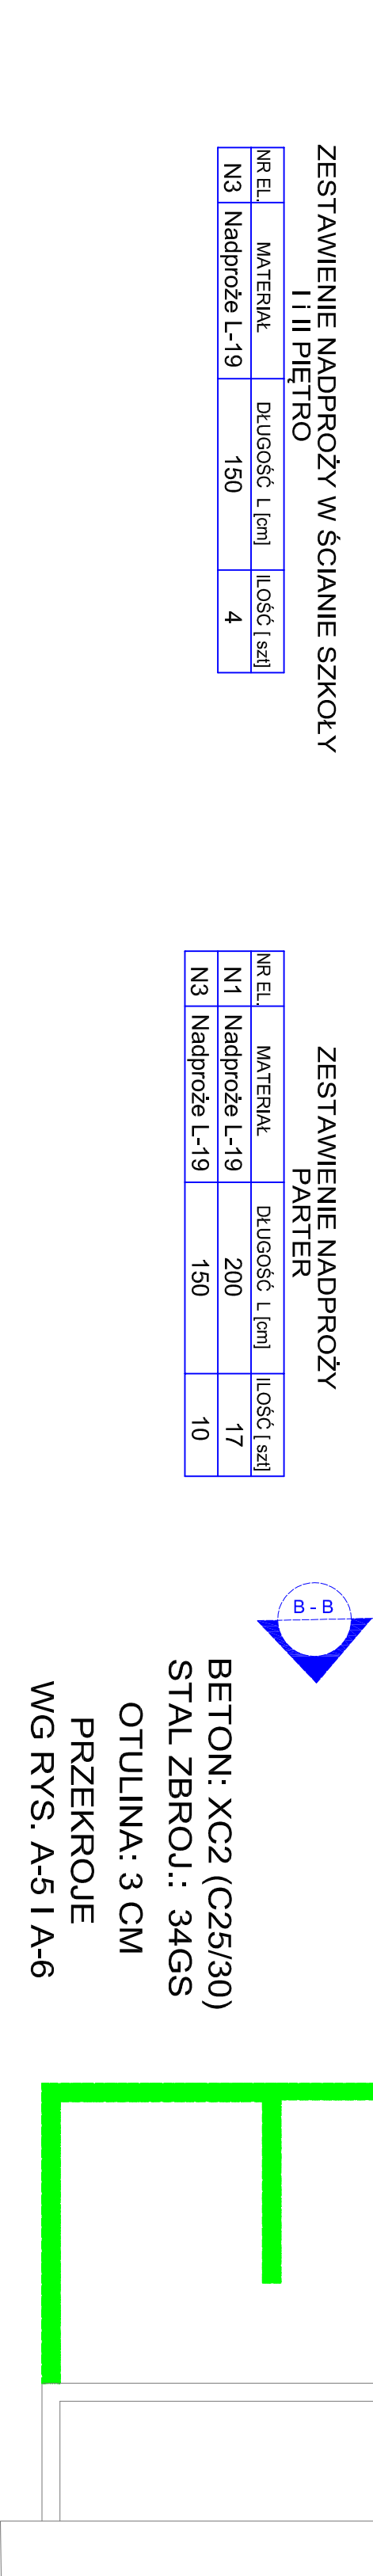 ZESTAWIENIE NADPROŻY W ŚCIANIE SZKOŁY
I i II PIĘTRO
NR EL. MATERIAŁ DŁUGOŚĆ L [cm] ILOŚĆ [ szt]
N3 Nadproże L-19 150 4
ZESTAWIENIE NADPROŻY
PARTER
NR EL. MATERIAŁ DŁUGOŚĆ L [cm] ILOŚĆ [ szt]
N1 Nadproże L-19 200 17
N3 Nadproże L-19 150 10
B - B
BETON: XC2 (C25/30)
STAL ZBROJ.: 34GS
OTULINA: 3 CM
PRZEKROJE
WG RYS. A-5 I A-6